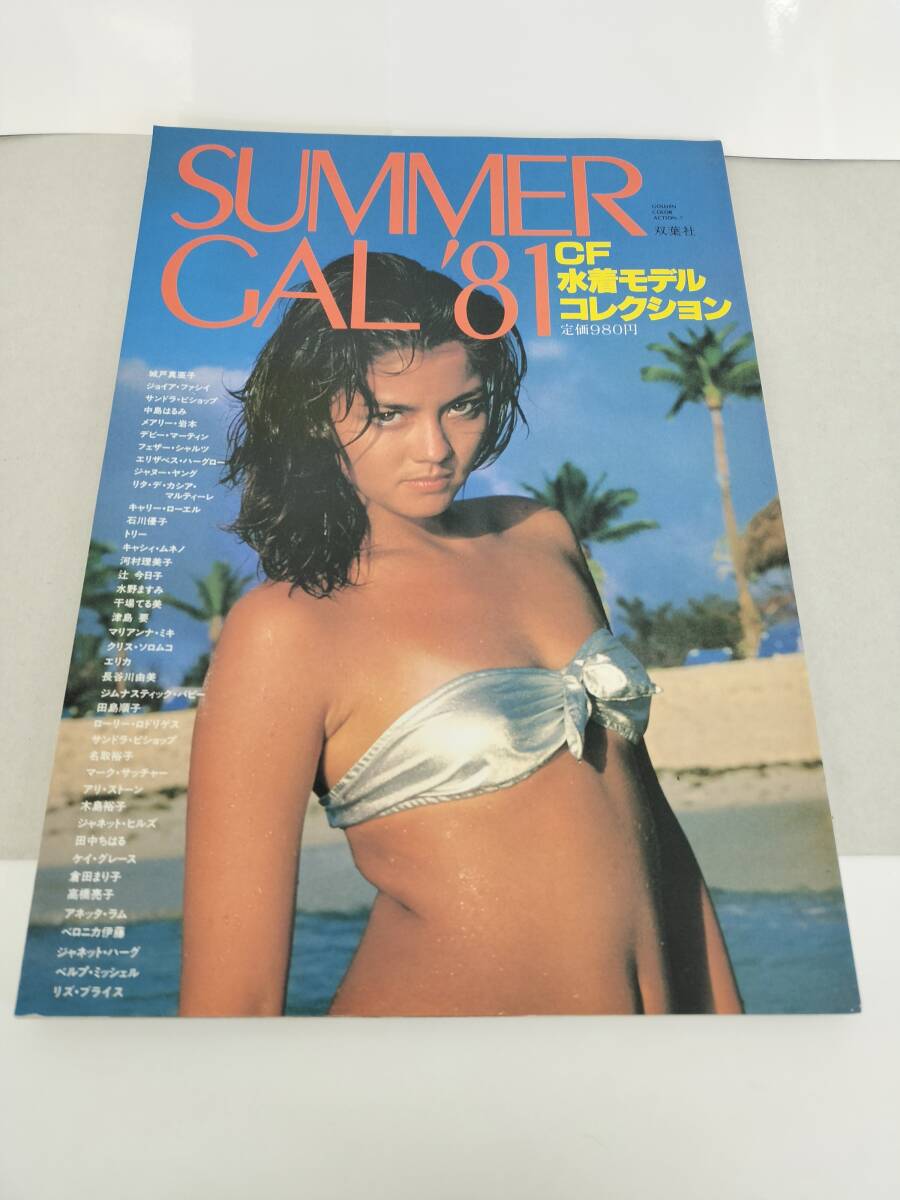 SUMMER
GAL '81
GOLDEN
COLOR
ACTION-7
双葉社
CF
水着モデル
コレクション
定価980円
城戸真亜子
ジョイア・ファシイ
サンドラ・ビショップ
中島はるみ
メアリー・岩本
デビー・マーティン
フェザー・シャルツ
エリザベス・ハーグロー
ジャヌー・ヤング
リタ・デ・カシア・
マルティーレ
キャリー・ローエル
石川優子
トリー
キャシィ・ムネノ
河村理美子
辻 今日子
水野ますみ
干場てる美
津島 要
マリアンナ・ミキ
クリス・ソロムコ
エリカ
長谷川由美
ジムナスティック・バビー
田島順子
ローリー・ロドリゲス
サンドラ・ビショップ
名取裕子
マーク・サッチャー
アリ・ストーン
木島裕子
ジャネット・ヒルズ
田中ちはる
ケイ・グレース
倉田まり子
高橋亮子
アネッタ・ラム
ベロニカ伊藤
ジャネット・ハーグ
ベルブ・ミッシェル
リズ・プライス